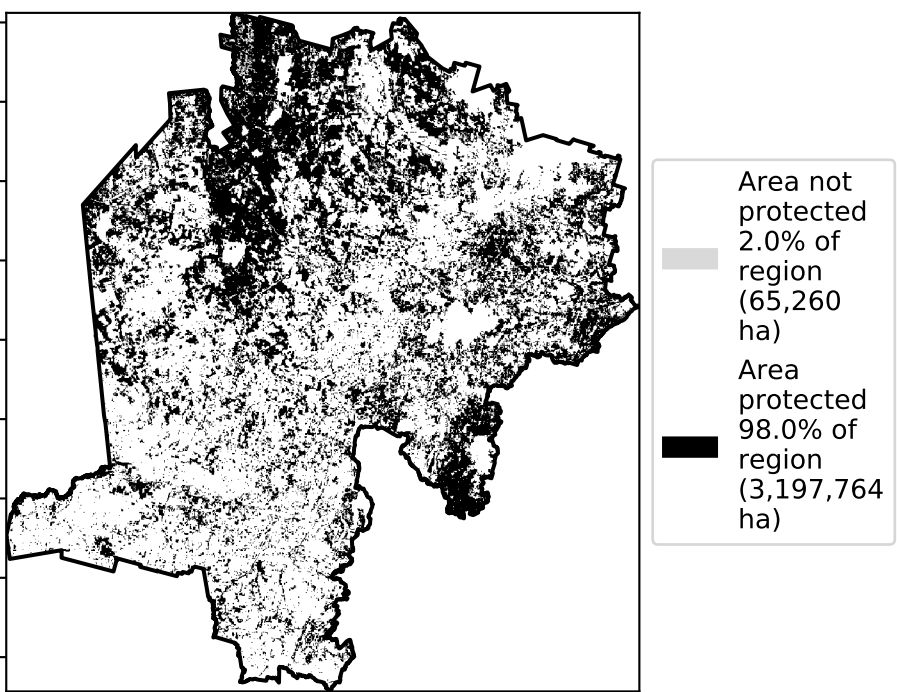 Area not
protected
2.0% of
region
(65,260
ha)
Area
protected
98.0% of
region
(3,197,764
ha)